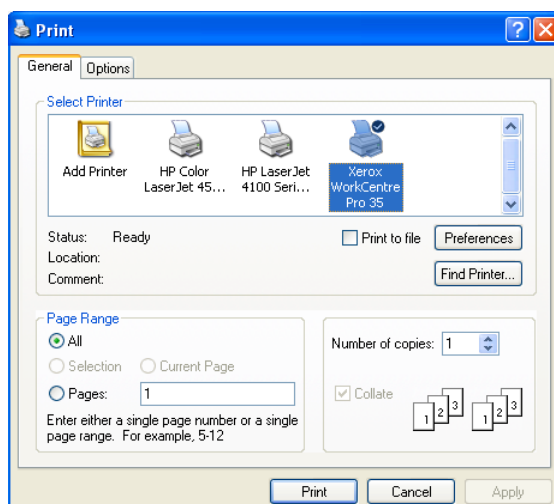 Print
General
Options
Select Printer
Add Printer
HP Color
LaserJet 45...
HP LaserJet
4100 Seri...
Xerox
WorkCentre
Pro 35
Status: Ready
Print to file
Preferences
Location:
Comment:
Find Printer...
Page Range
All
Selection
Current Page
Pages: 1
Enter either a single page number or a single
page range. For example, 5-12
Number of copies: 1
Collate
1 2 3 1 2 3
Print
Cancel
Apply